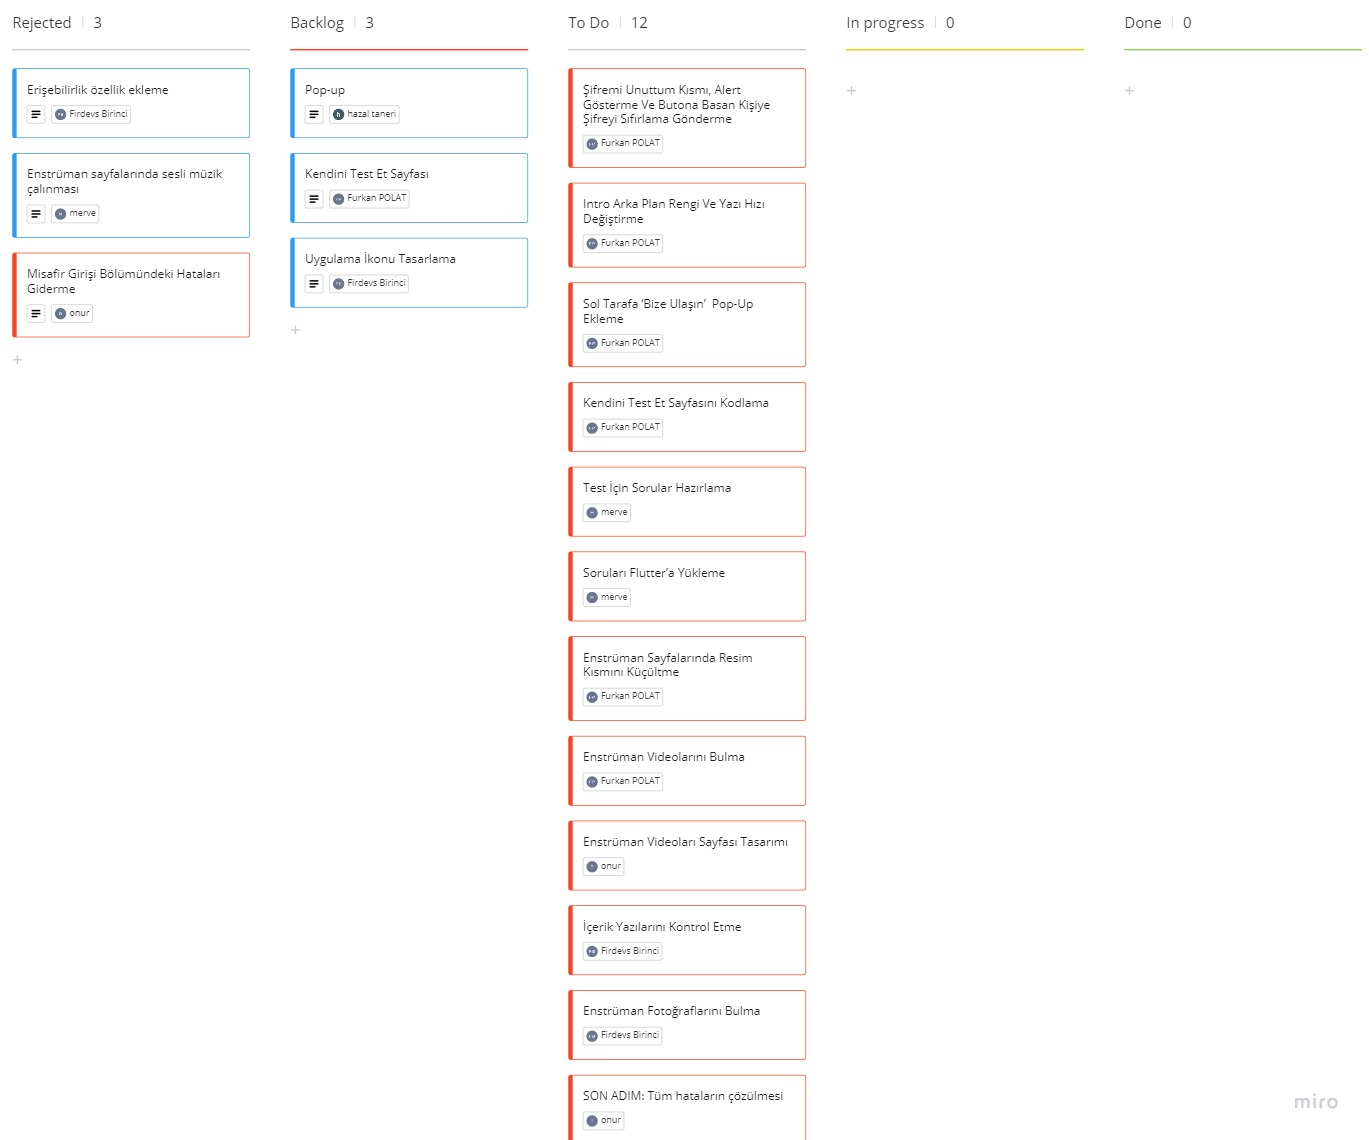 Rejected 3
Erişebilirlik özellik ekleme
Firdevs Birinci
Enstrüman sayfalarında sesli müzik
çalınması
merve
Misafir Girişi Bölümündeki Hataları
Giderme
onur
Backlog 3
Pop-up
hazal taneri
Kendini Test Et Sayfası
Furkan POLAT
Uygulama İkonu Tasarlama
Firdevs Birinci
To Do 12
Şifremi Unuttum Kısmı, Alert
Gösterme Ve Butona Basan Kişiye
Şifreyi Sıfırlama Gönderme
Furkan POLAT
Intro Arka Plan Rengi Ve Yazı Hızı
Değiştirme
Furkan POLAT
Sol Tarafa ‘Bize Ulaşın’ Pop-Up
Ekleme
Furkan POLAT
Kendini Test Et Sayfasını Kodlama
Furkan POLAT
Test İçin Sorular Hazırlama
merve
Soruları Flutter’a Yükleme
merve
Enstrüman Sayfalarında Resim
Kısmını Küçültme
Furkan POLAT
Enstrüman Videolarını Bulma
Furkan POLAT
Enstrüman Videoları Sayfası Tasarımı
onur
İçerik Yazılarını Kontrol Etme
Firdevs Birinci
Enstrüman Fotoğraflarını Bulma
Firdevs Birinci
SON ADIM: Tüm hataların çözülmesi
onur
In progress 0
Done 0
miro